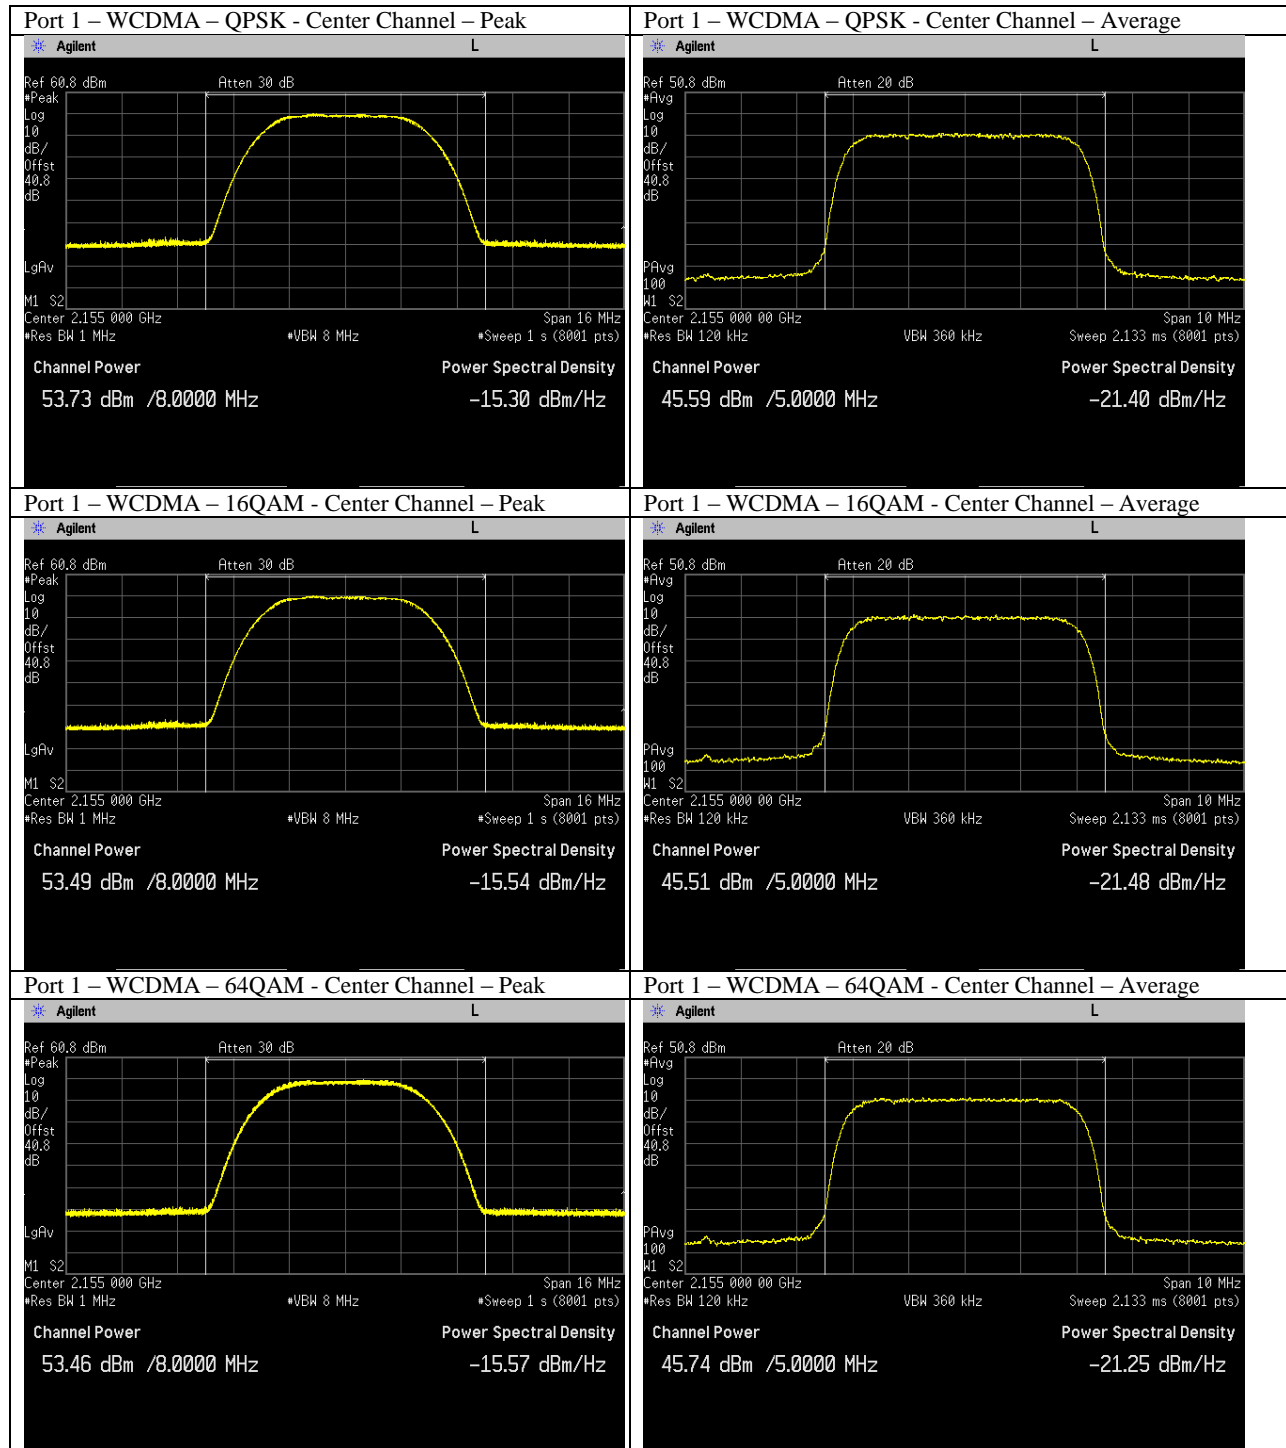 Port 1 – WCDMA – QPSK - Center Channel – Peak
Agilent L
Ref 60.8 dBm Atten 30 dB
#Peak
Log
10
dB/
Offst
40.8
dB
LgAv
M1 S2
Center 2.155 000 GHz Span 16 MHz
#Res BW 1 MHz #VBW 8 MHz #Sweep 1 s (8001 pts)
Channel Power Power Spectral Density
53.73 dBm /8.0000 MHz -15.30 dBm/Hz
Port 1 – WCDMA – QPSK - Center Channel – Average
Agilent L
Ref 50.8 dBm Atten 20 dB
#Avg
Log
10
dB/
Offst
40.8
dB
PAvg
100
W1 S2
Center 2.155 000 00 GHz Span 10 MHz
#Res BW 120 kHz VBW 360 kHz Sweep 2.133 ms (8001 pts)
Channel Power Power Spectral Density
45.59 dBm /5.0000 MHz -21.40 dBm/Hz
Port 1 – WCDMA – 16QAM - Center Channel – Peak
Agilent L
Ref 60.8 dBm Atten 30 dB
#Peak
Log
10
dB/
Offst
40.8
dB
LgAv
M1 S2
Center 2.155 000 GHz Span 16 MHz
#Res BW 1 MHz #VBW 8 MHz #Sweep 1 s (8001 pts)
Channel Power Power Spectral Density
53.49 dBm /8.0000 MHz -15.54 dBm/Hz
Port 1 – WCDMA – 16QAM - Center Channel – Average
Agilent L
Ref 50.8 dBm Atten 20 dB
#Avg
Log
10
dB/
Offst
40.8
dB
PAvg
100
W1 S2
Center 2.155 000 00 GHz Span 10 MHz
#Res BW 120 kHz VBW 360 kHz Sweep 2.133 ms (8001 pts)
Channel Power Power Spectral Density
45.51 dBm /5.0000 MHz -21.48 dBm/Hz
Port 1 – WCDMA – 64QAM - Center Channel – Peak
Agilent L
Ref 60.8 dBm Atten 30 dB
#Peak
Log
10
dB/
Offst
40.8
dB
LgAv
M1 S2
Center 2.155 000 GHz Span 16 MHz
#Res BW 1 MHz #VBW 8 MHz #Sweep 1 s (8001 pts)
Channel Power Power Spectral Density
53.46 dBm /8.0000 MHz -15.57 dBm/Hz
Port 1 – WCDMA – 64QAM - Center Channel – Average
Agilent L
Ref 50.8 dBm Atten 20 dB
#Avg
Log
10
dB/
Offst
40.8
dB
PAvg
100
W1 S2
Center 2.155 000 00 GHz Span 10 MHz
#Res BW 120 kHz VBW 360 kHz Sweep 2.133 ms (8001 pts)
Channel Power Power Spectral Density
45.74 dBm /5.0000 MHz -21.25 dBm/Hz